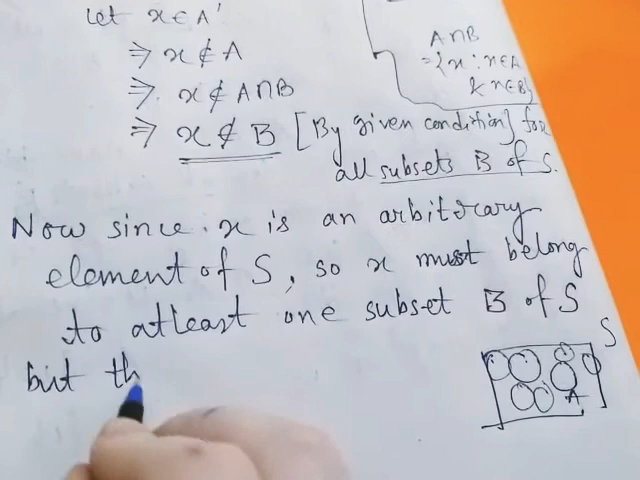 Let x ∈ A'
⇒ x ∉ A
⇒ x ∉ A∩B
⇒ x ∉ B [By given condition] for
all subsets B of S.
A∩B
={x : x∈A
& x∈B}
Now since x is an arbitrary
element of S, so x must belong
to atleast one subset B of S
but th
S
A